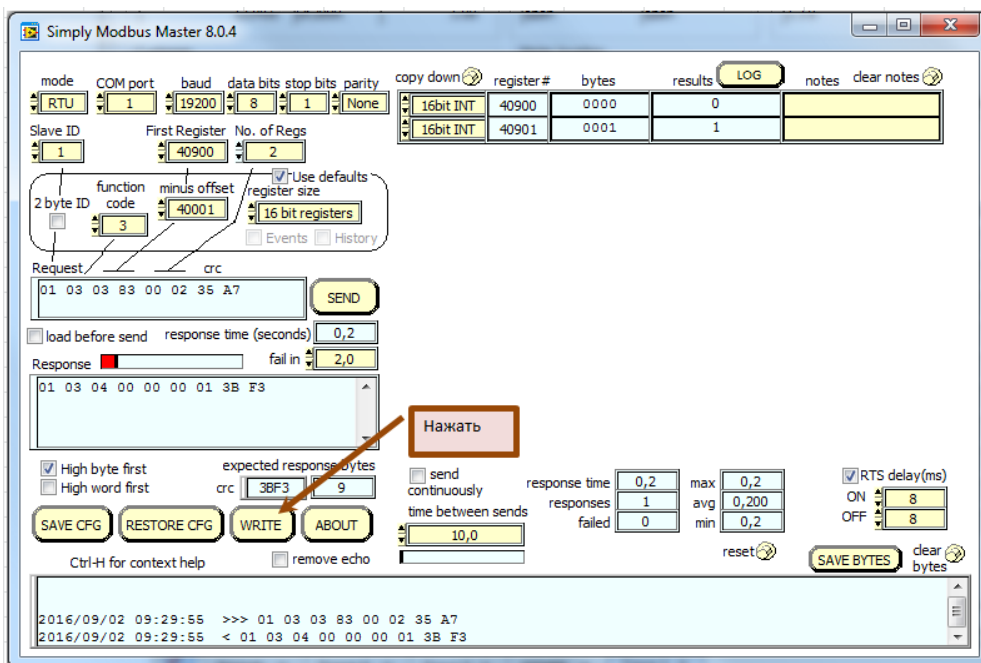 Simply Modbus Master 8.0.4
mode COM port baud data bits stop bits parity
RTU 1 19200 8 1 None
Slave ID First Register No. of Regs
1 40900 2
Use defaults
2 byte ID function code minus offset register size
3 40001 16 bit registers
Events History
Request crc
01 03 03 83 00 02 35 A7
SEND
load before send response time (seconds) 0,2
Response fail in 2,0
01 03 04 00 00 00 01 3B F3
High byte first expected response bytes
High word first crc 3BF3 9
SAVE CFG RESTORE CFG WRITE ABOUT
Ctrl-H for context help remove echo
copy down register# bytes results LOG notes clear notes
16bit INT 40900 0000 0
16bit INT 40901 0001 1
Нажать
send continuously
time between sends
10,0
response time 0,2 max 0,2
responses 1 avg 0,200
failed 0 min 0,2
reset
RTS delay(ms)
ON 8
OFF 8
SAVE BYTES clear bytes
2016/09/02 09:29:55 >>> 01 03 03 83 00 02 35 A7
2016/09/02 09:29:55 < 01 03 04 00 00 00 01 3B F3